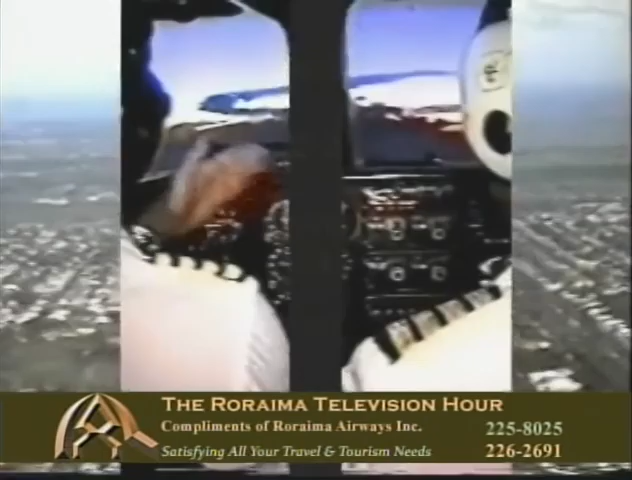 THE RORAIMA TELEVISION HOUR
Compliments of Roraima Airways Inc. 225-8025
Satisfying All Your Travel & Tourism Needs 226-2691